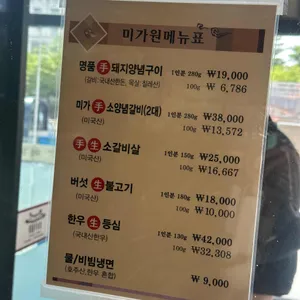 미가원메뉴표
명품 手 돼지양념구이 1인분 280g ₩19,000
(갈비: 국내산한돈, 목살: 칠레산) 100g ₩ 6,786
미가 手 소양념갈비(2대) 1인분 280g ₩38,000
(미국산) 100g ₩13,572
手 生 소갈비살 1인분 150g ₩25,000
(미국산) 100g ₩16,667
버섯 生 불고기 1인분 180g ₩18,000
(미국산) 100g ₩10,000
한우 生 등심 1인분 130g ₩42,000
(국내산한우) 100g ₩32,308
물/비빔냉면 ₩ 9,000
(호주산,한우 혼합)